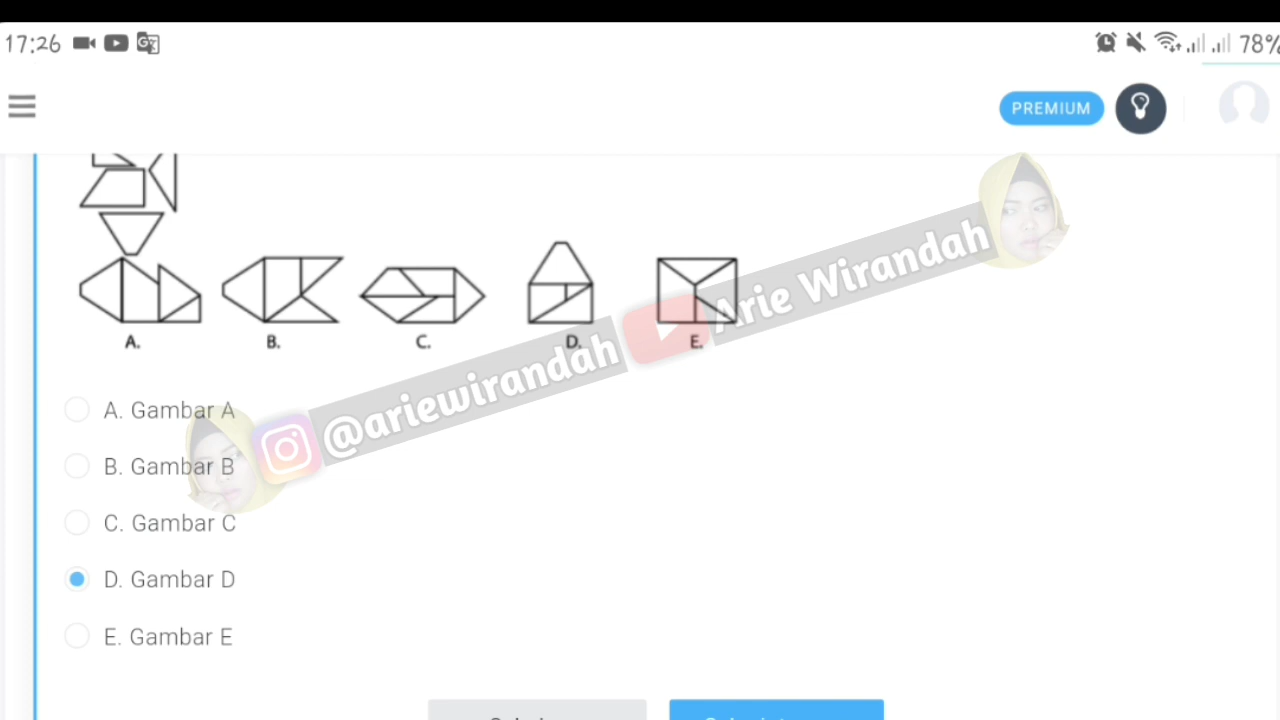 17:26
78%
PREMIUM
A. B. C. D. E.
Arie Wirandah
@ariewirandah
A. Gambar A
B. Gambar B
C. Gambar C
D. Gambar D
E. Gambar E